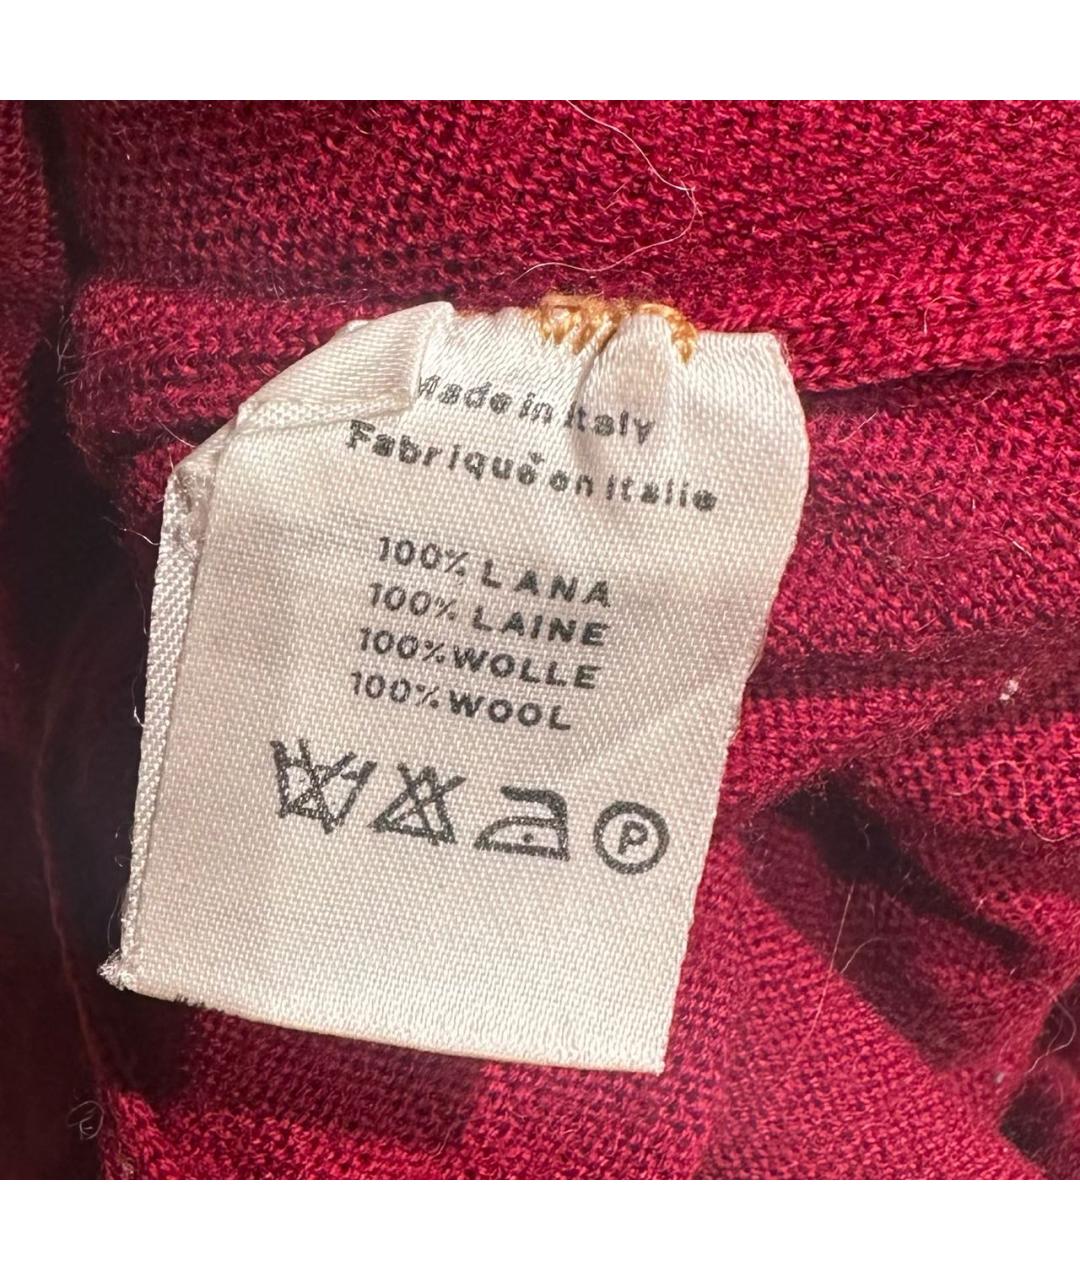 Made in Italy
Fabriqué en Italie
100% LANA
100% LAINE
100% WOLLE
100% WOOL
P